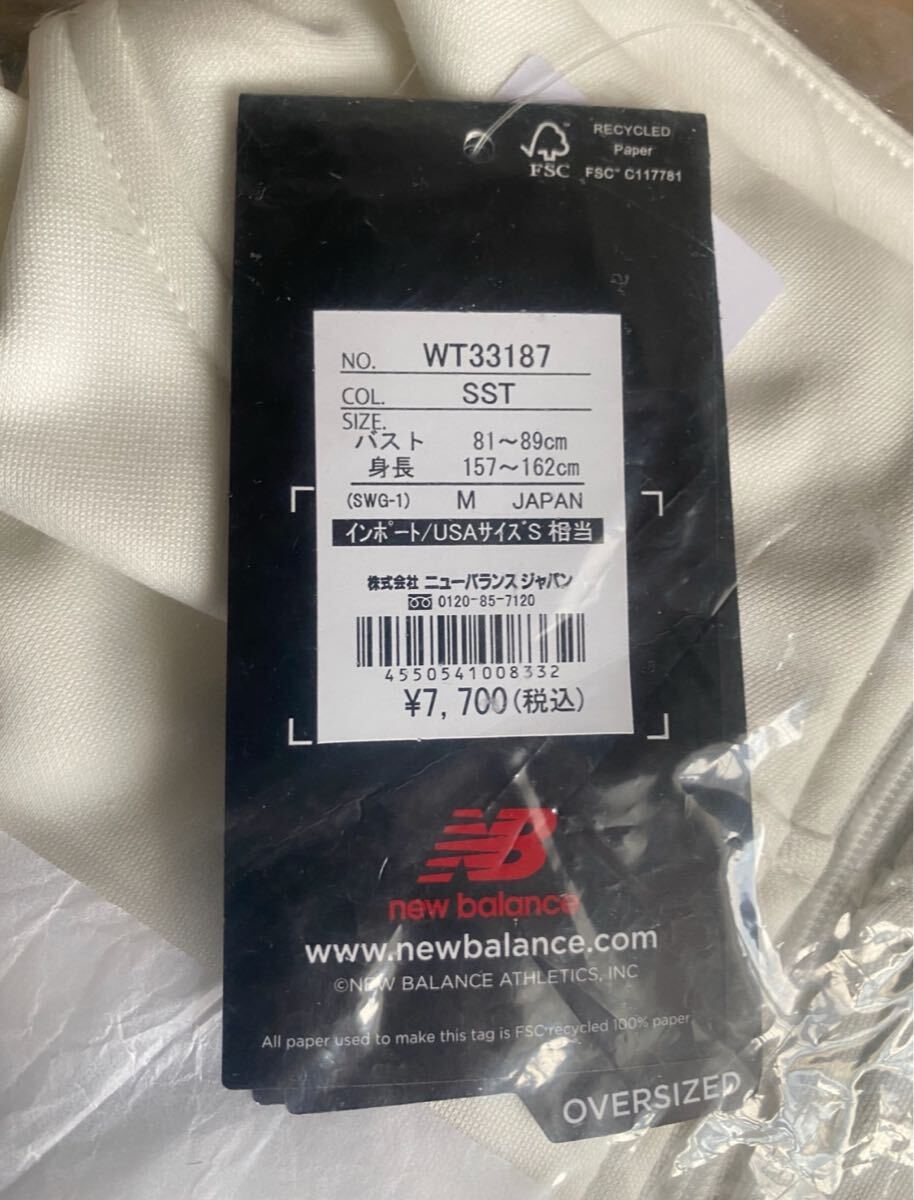 RECYCLED
Paper
FSC™ C117781
FSC
NO. WT33187
COL. SST
SIZE.
バスト 81～89cm
身長 157～162cm
(SWG-1) M JAPAN
インポート/USAサイズS 相当
株式会社 ニューバランス ジャパン
0120-85-7120
4550541008332
¥7,700(税込)
NB
new balance
www.newbalance.com
©NEW BALANCE ATHLETICS, INC
All paper used to make this tag is FSC recycled 100% paper
OVERSIZED